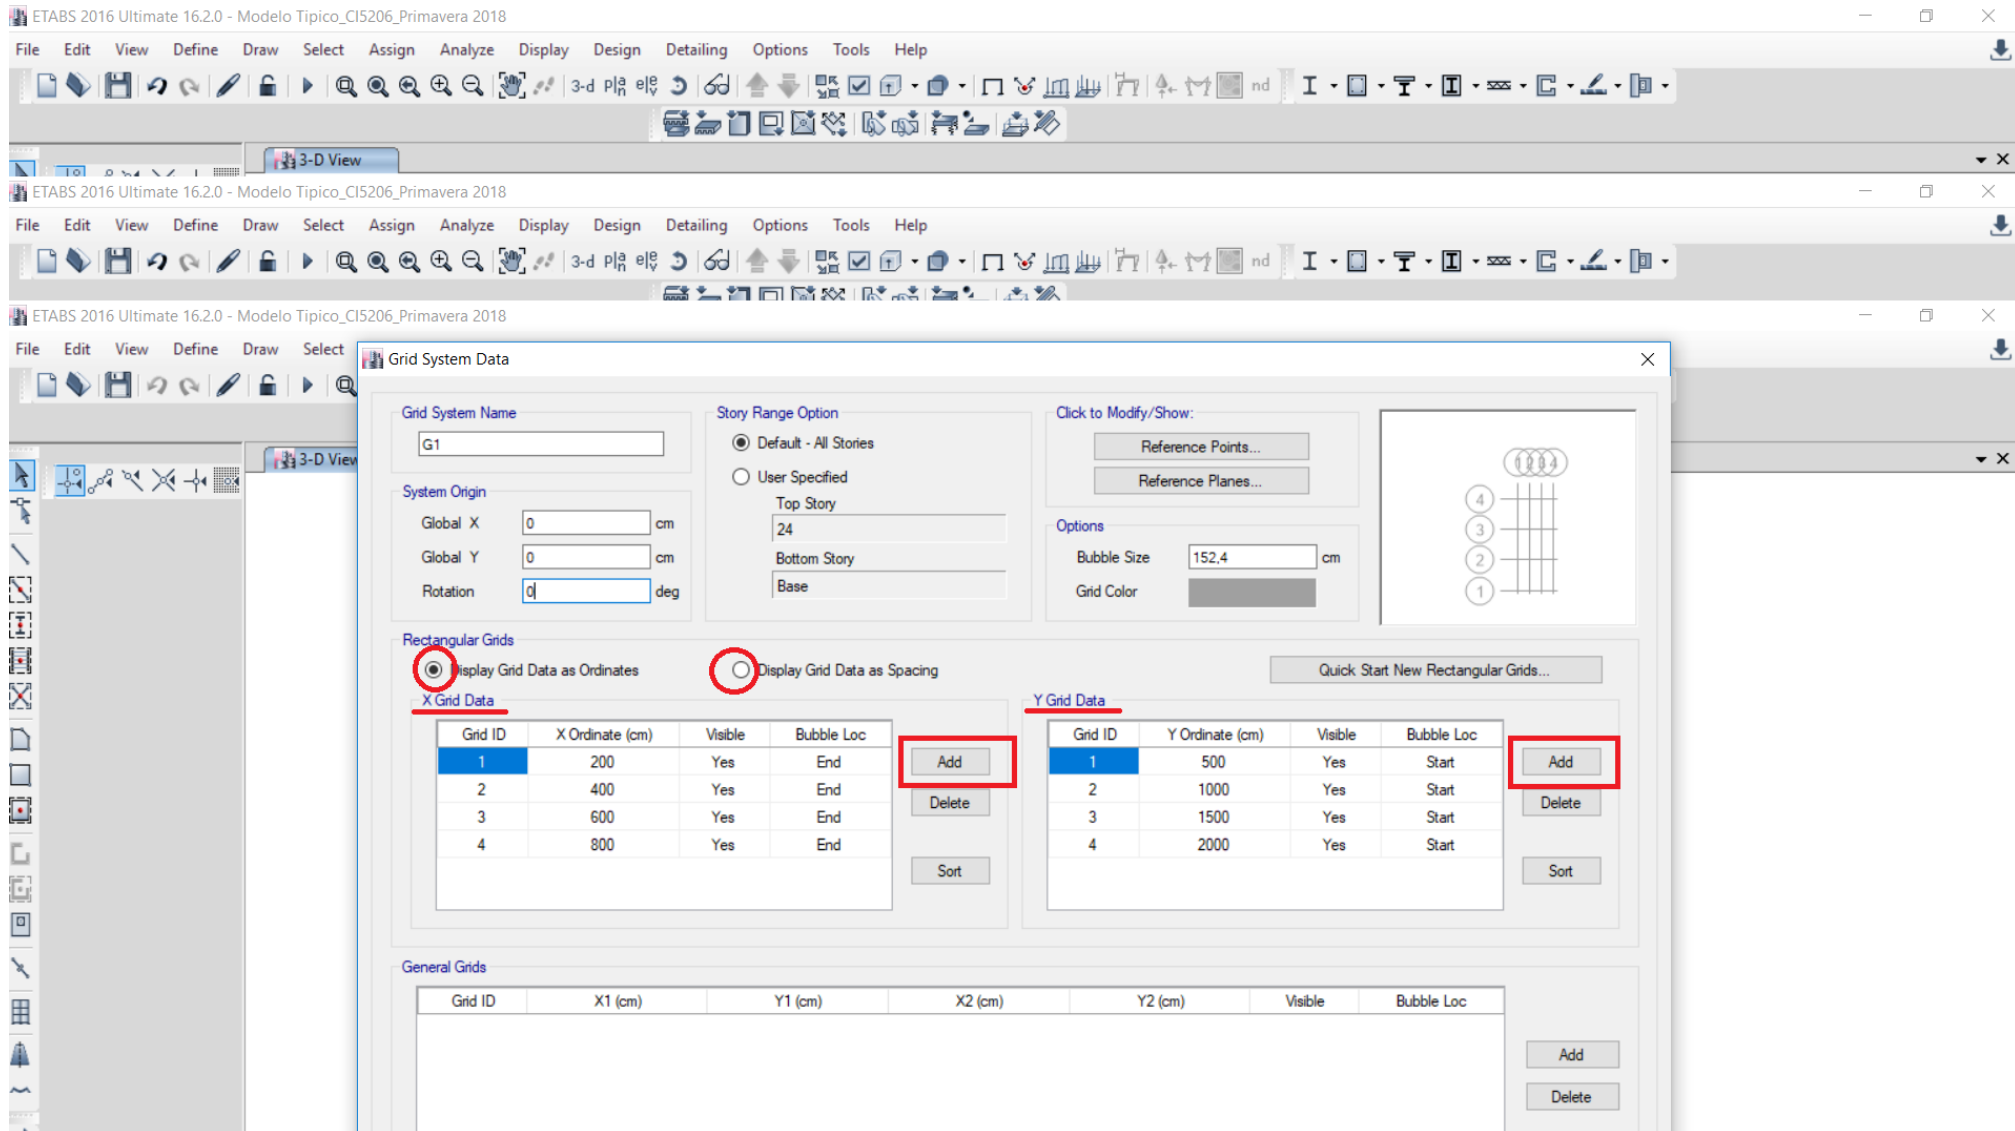 ETABS 2016 Ultimate 16.2.0 - Modelo Tipico_CI5206_Primavera 2018
File Edit View Define Draw Select Assign Analyze Display Design Detailing Options Tools Help
3-d nd
3-D View
ETABS 2016 Ultimate 16.2.0 - Modelo Tipico_CI5206_Primavera 2018
File Edit View Define Draw Select Assign Analyze Display Design Detailing Options Tools Help
3-d nd
ETABS 2016 Ultimate 16.2.0 - Modelo Tipico_CI5206_Primavera 2018
File Edit View Define Draw Select
3-D View
Grid System Data
Grid System Name
G1
System Origin
Global X 0 cm
Global Y 0 cm
Rotation 0 deg
Story Range Option
Default - All Stories
User Specified
Top Story
24
Bottom Story
Base
Click to Modify/Show:
Reference Points...
Reference Planes...
Options
Bubble Size 152,4 cm
Grid Color
1 2 3 4
4
3
2
1
Rectangular Grids
Display Grid Data as Ordinates Display Grid Data as Spacing Quick Start New Rectangular Grids...
X Grid Data
Grid ID X Ordinate (cm) Visible Bubble Loc
1 200 Yes End
2 400 Yes End
3 600 Yes End
4 800 Yes End
Add
Delete
Sort
Y Grid Data
Grid ID Y Ordinate (cm) Visible Bubble Loc
1 500 Yes Start
2 1000 Yes Start
3 1500 Yes Start
4 2000 Yes Start
Add
Delete
Sort
General Grids
Grid ID X1 (cm) Y1 (cm) X2 (cm) Y2 (cm) Visible Bubble Loc
Add
Delete